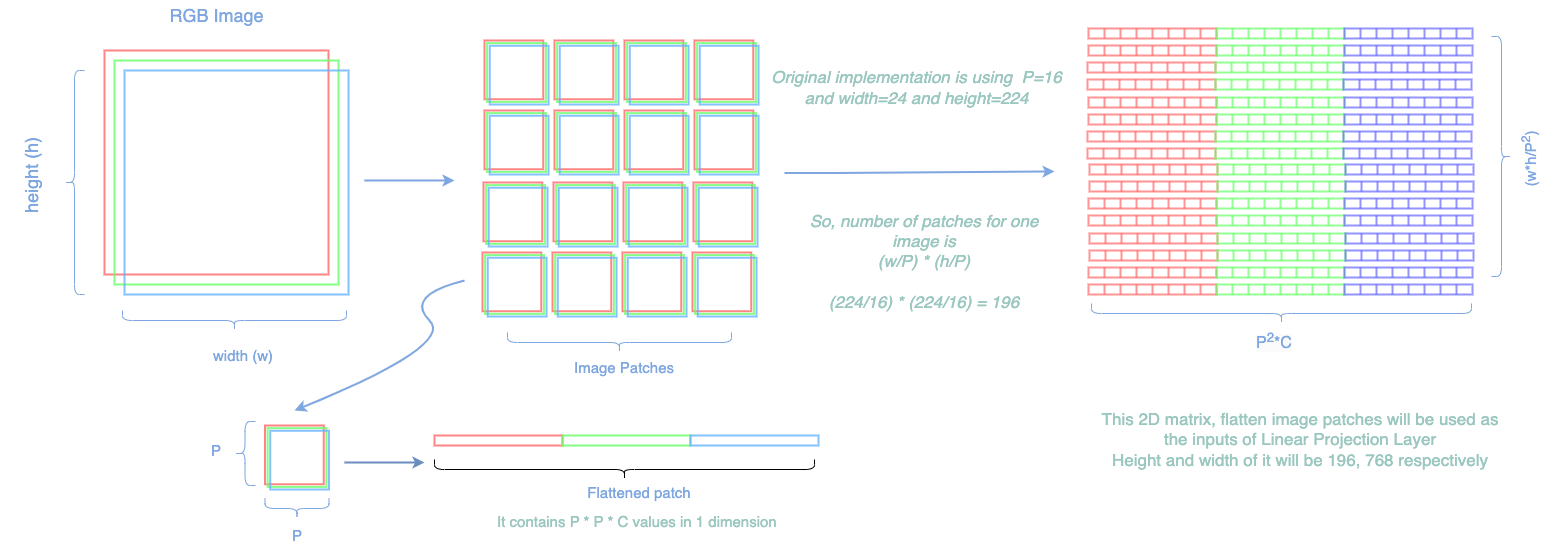 RGB Image
height (h)
width (w)
Image Patches
Original implementation is using P=16
and width=24 and height=224
So, number of patches for one
image is
(w/P) * (h/P)
(224/16) * (224/16) = 196
(w*h/P²)
P²*C
P
P
Flattened patch
It contains P * P * C values in 1 dimension
This 2D matrix, flatten image patches will be used as
the inputs of Linear Projection Layer
Height and width of it will be 196, 768 respectively